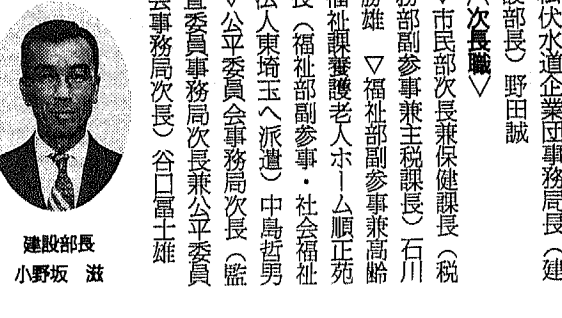 伏水道企業団事務局長（建
設部長）野田誠
〈次長職〉
▽市民部次長兼保健課長（税
務部副参事兼主税課長）石川
勝雄　▽福祉部副参事兼高齢
福祉課養護老人ホーム順正苑
長（福祉部副参事・社会福祉
法人東埼玉へ派遣）中島哲男
▽公平委員会事務局次長（監
査委員事務局次長兼公平委員
会事務局次長）谷口冨士雄
建設部長
小野坂　滋